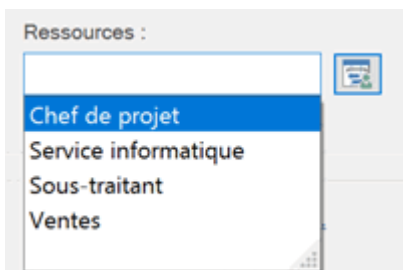 Ressources :
Chef de projet
Service informatique
Sous-traitant
Ventes